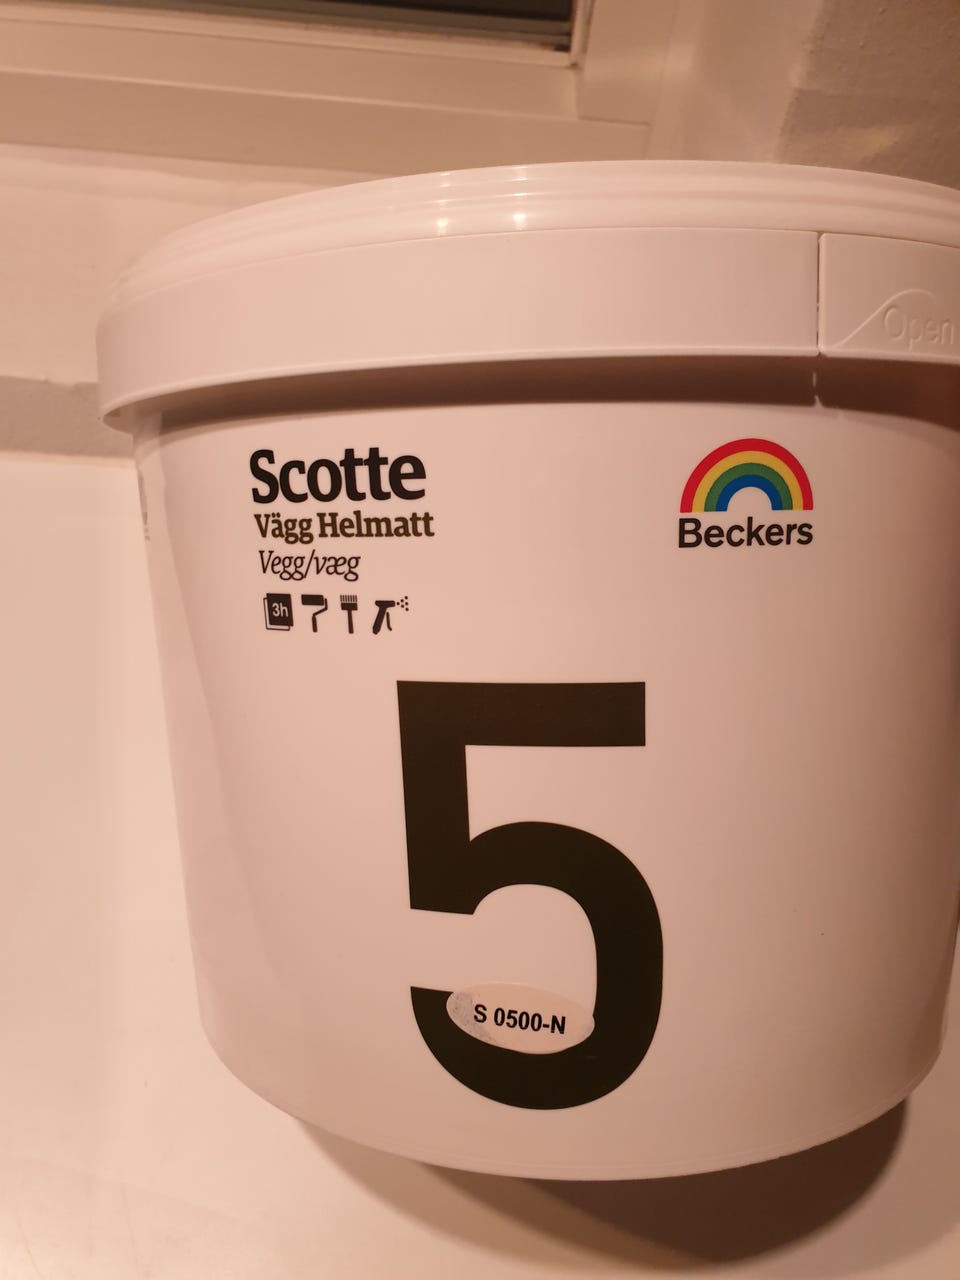 Open
Scotte
Vägg Helmatt
Vegg/væg
3h
Beckers
5
S 0500-N